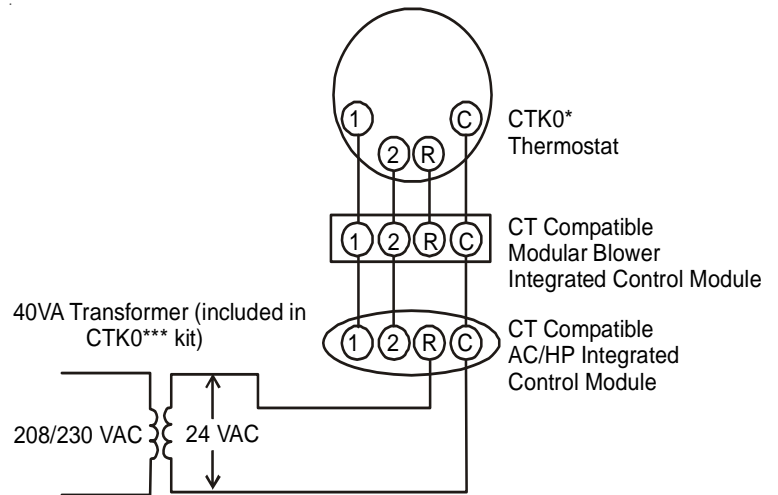 1 C
2 R
CTK0*
Thermostat
1 2 R C
CT Compatible
Modular Blower
Integrated Control Module
40VA Transformer (included in
CTK0*** kit)
1 2 R C
CT Compatible
AC/HP Integrated
Control Module
208/230 VAC
24 VAC